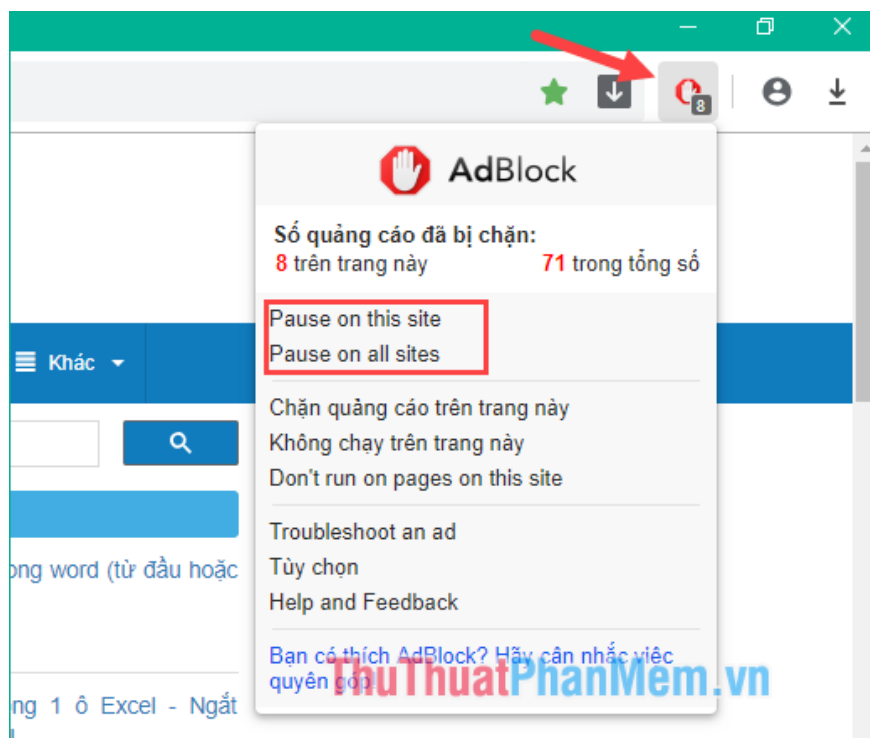 8
AdBlock
Số quảng cáo đã bị chặn:
8 trên trang này 71 trong tổng số
Pause on this site
Pause on all sites
Khác
Chặn quảng cáo trên trang này
Không chạy trên trang này
Don't run on pages on this site
Troubleshoot an ad
Tùy chọn
Help and Feedback
Bạn có thích AdBlock? Hãy cân nhắc việc
quyên góp!
ThuThuatPhanMem.vn
ong word (từ đầu hoặc
ng 1 ô Excel - Ngắt